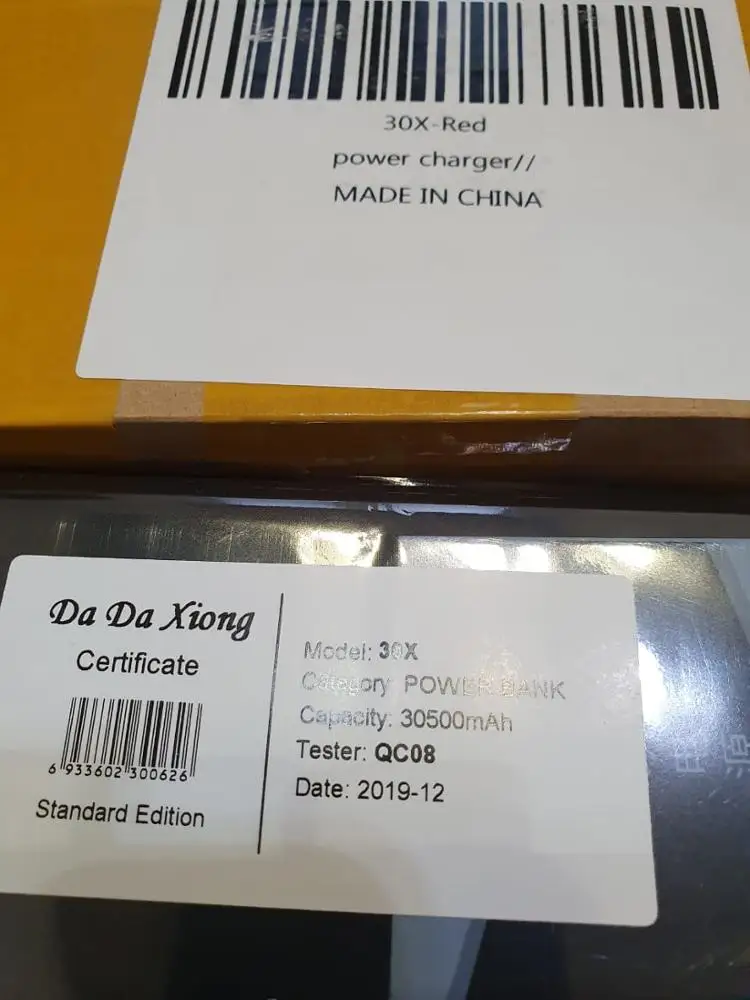 30X-Red
power charger//
MADE IN CHINA
Da Da Xiong
Certificate
6 933602 300626
Standard Edition
Model: 30X
Category: POWER BANK
Capacity: 30500mAh
Tester: QC08
Date: 2019-12
源